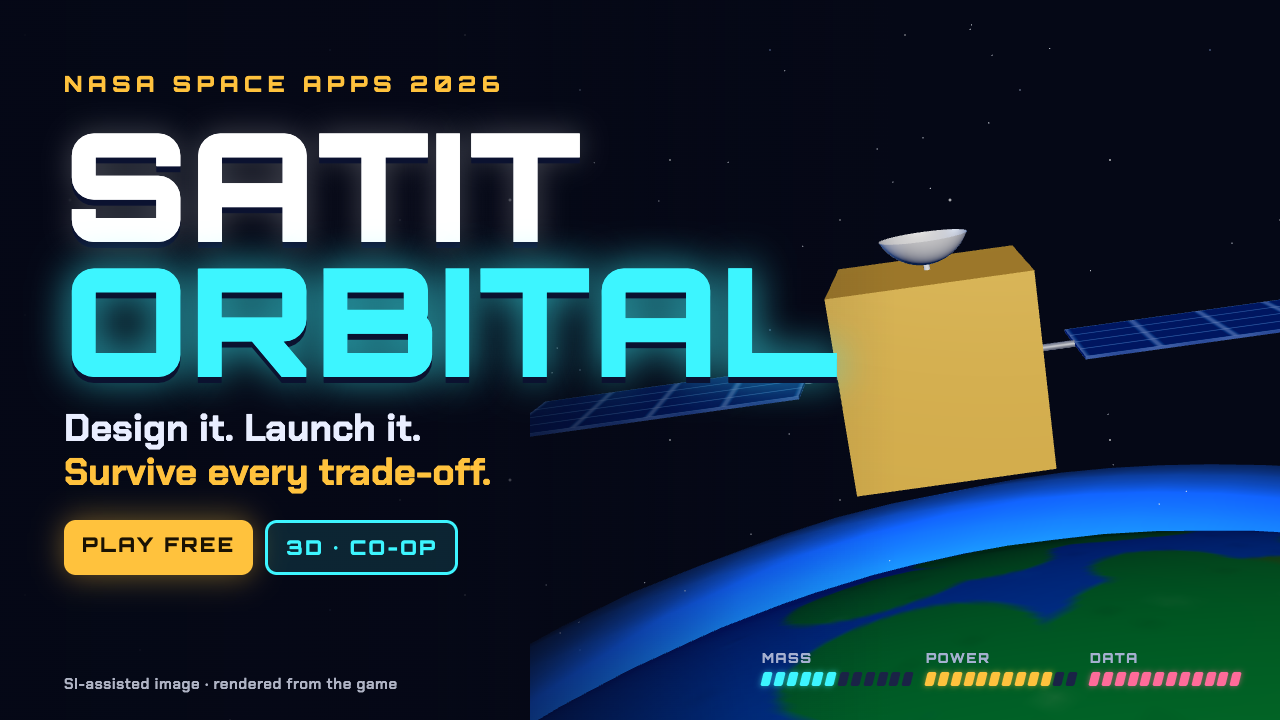 NASA SPACE APPS 2026
SATIT
ORBITAL
Design it. Launch it.
Survive every trade-off.
PLAY FREE
3D · CO-OP
MASS
POWER
DATA
SI-assisted image · rendered from the game